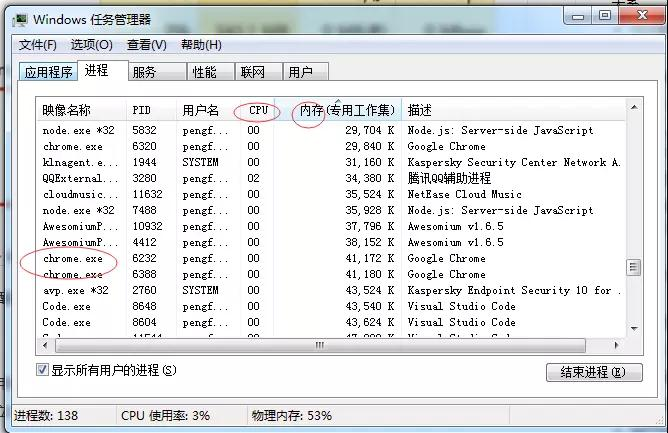 Windows 任务管理器
文件(F) 选项(O) 查看(V) 帮助(H)
应用程序 进程 服务 性能 联网 用户
映像名称 PID 用户名 CPU 内存(专用工作集) 描述
node.exe *32 5832 pengf... 00 29,704 K Node.js: Server-side JavaScript
chrome.exe 6320 pengf... 00 29,840 K Google Chrome
klnagent.e... 1944 SYSTEM 00 31,160 K Kaspersky Security Center Network A.
QQExternal... 3280 pengf... 02 34,380 K 腾讯QQ辅助进程
cloudmusic... 11632 pengf... 00 35,524 K NetEase Cloud Music
node.exe *32 7488 pengf... 00 35,928 K Node.js: Server-side JavaScript
AwesomiumP... 10932 pengf... 00 37,796 K Awesomium v1.6.5
AwesomiumP... 4412 pengf... 00 38,152 K Awesomium v1.6.5
chrome.exe 6232 pengf... 00 41,172 K Google Chrome
chrome.exe 6388 pengf... 00 41,180 K Google Chrome
avp.exe *32 2760 SYSTEM 00 43,524 K Kaspersky Endpoint Security 10 for ...
Code.exe 8648 pengf... 00 43,540 K Visual Studio Code
Code.exe 8604 pengf... 00 43,624 K Visual Studio Code
显示所有用户的进程(S) 结束进程(E)
进程数: 138 CPU 使用率: 3% 物理内存: 53%